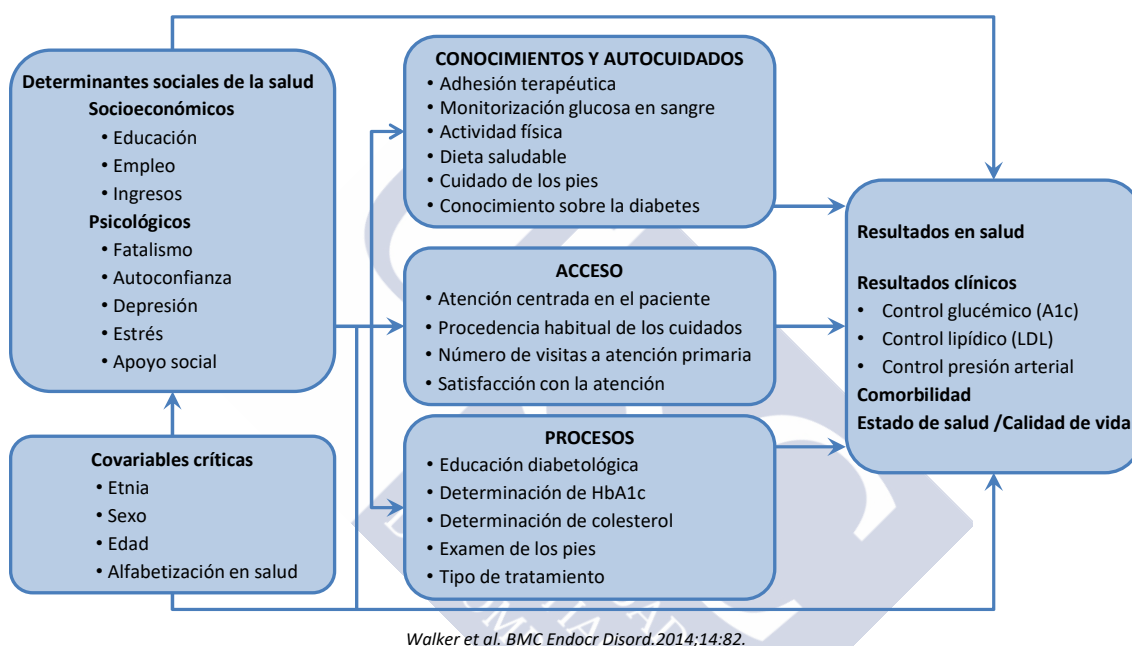 Determinantes sociales de la salud
Socioeconómicos
• Educación
• Empleo
• Ingresos
Psicológicos
• Fatalismo
• Autoconfianza
• Depresión
• Estrés
• Apoyo social
Covariables críticas
• Etnia
• Sexo
• Edad
• Alfabetización en salud
CONOCIMIENTOS Y AUTOCUIDADOS
• Adhesión terapéutica
• Monitorización glucosa en sangre
• Actividad física
• Dieta saludable
• Cuidado de los pies
• Conocimiento sobre la diabetes
ACCESO
• Atención centrada en el paciente
• Procedencia habitual de los cuidados
• Número de visitas a atención primaria
• Satisfacción con la atención
PROCESOS
• Educación diabetológica
• Determinación de HbA1c
• Determinación de colesterol
• Examen de los pies
• Tipo de tratamiento
Resultados en salud
Resultados clínicos
• Control glucémico (A1c)
• Control lipídico (LDL)
• Control presión arterial
Comorbilidad
Estado de salud /Calidad de vida
Walker et al. BMC Endocr Disord.2014;14:82.